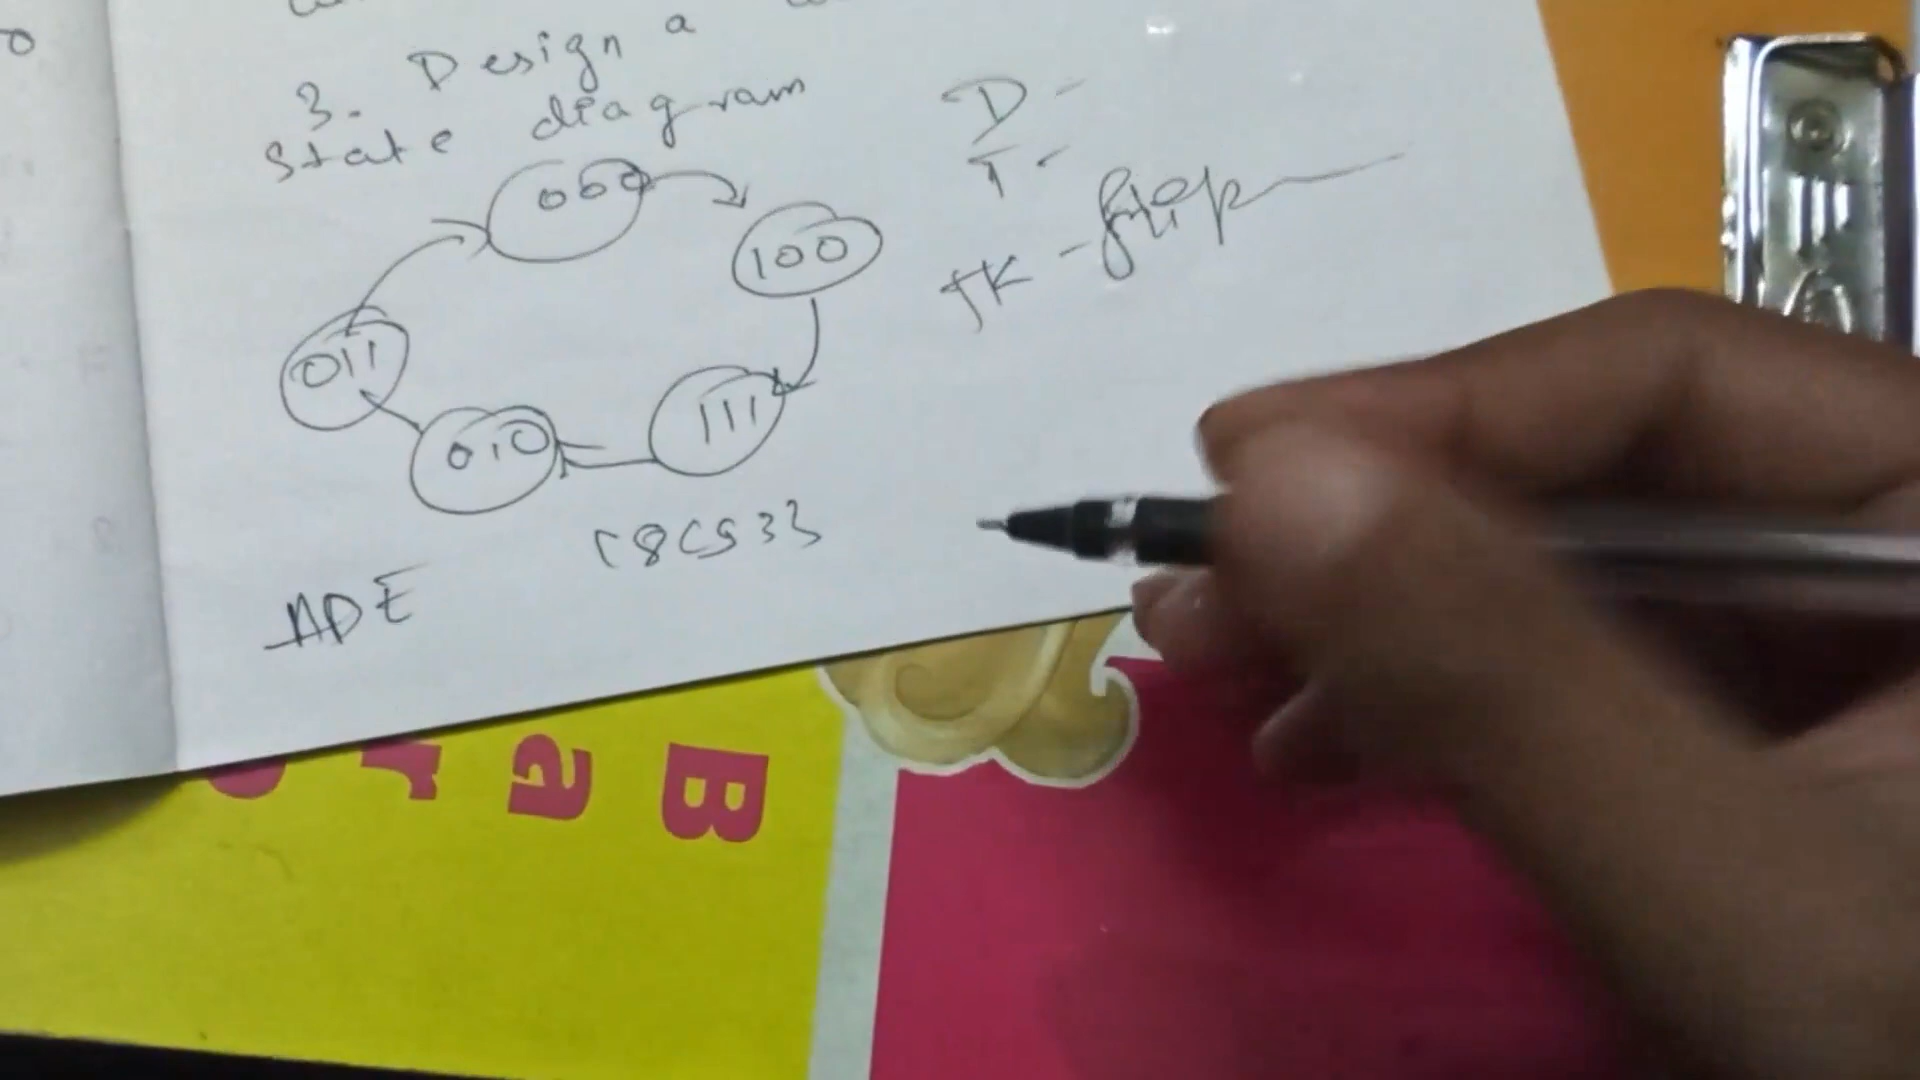 3. Design a
State diagram
000
100
111
010
011
D -
T -
JK - flip
18CS33
ADE
B a r